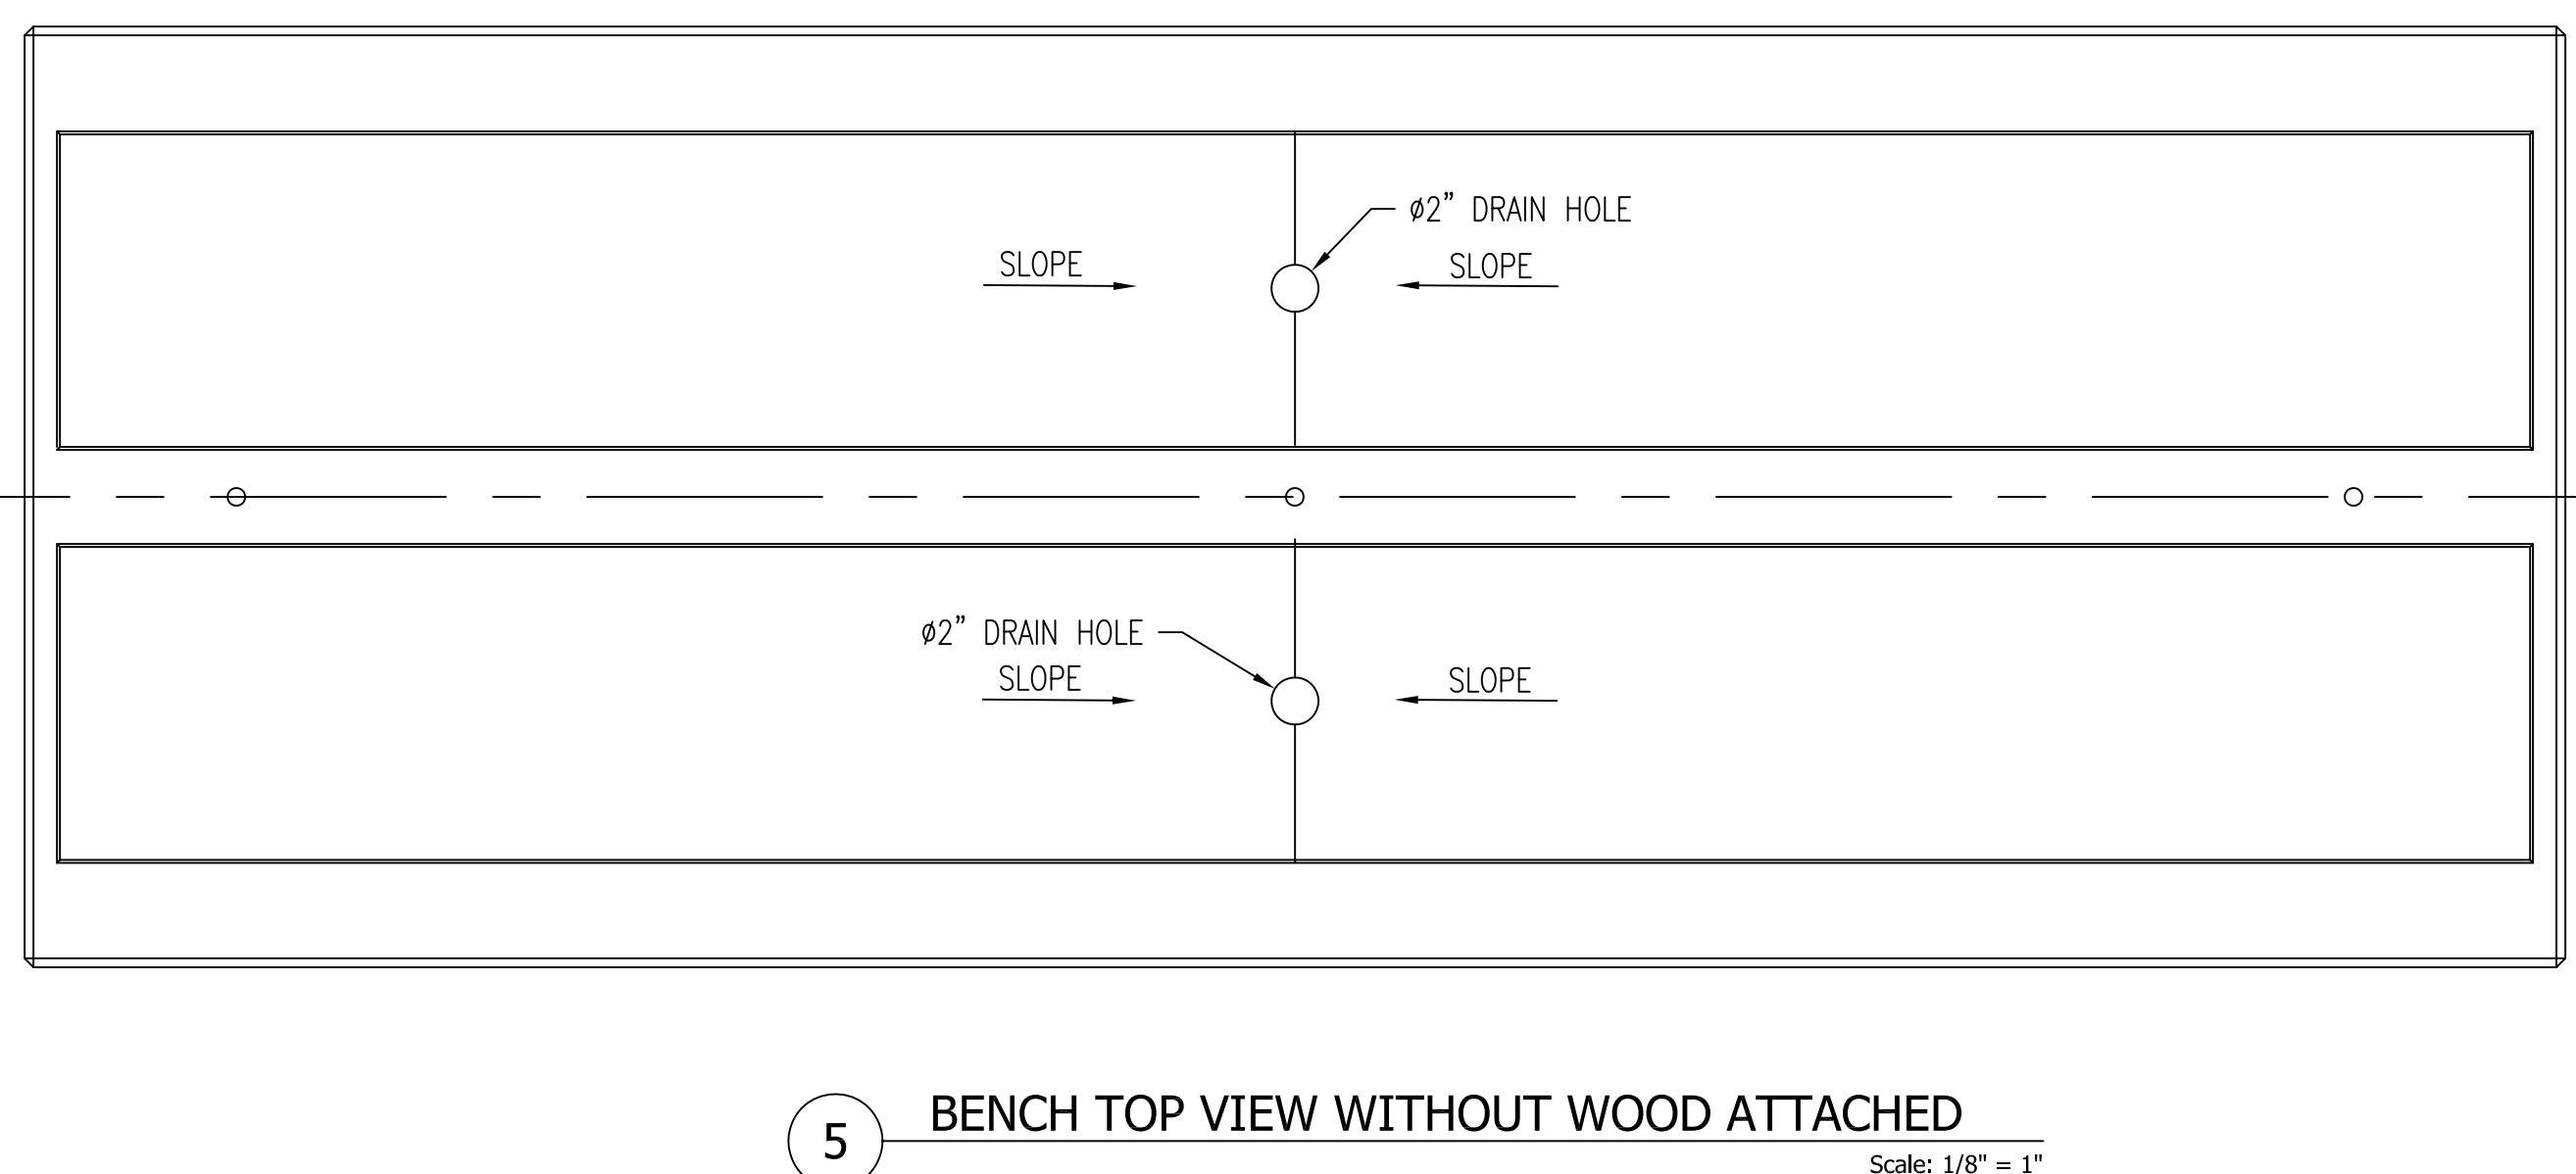 ø2” DRAIN HOLE
SLOPE
SLOPE
ø2” DRAIN HOLE
SLOPE
SLOPE
5
BENCH TOP VIEW WITHOUT WOOD ATTACHED
Scale: 1/8" = 1"